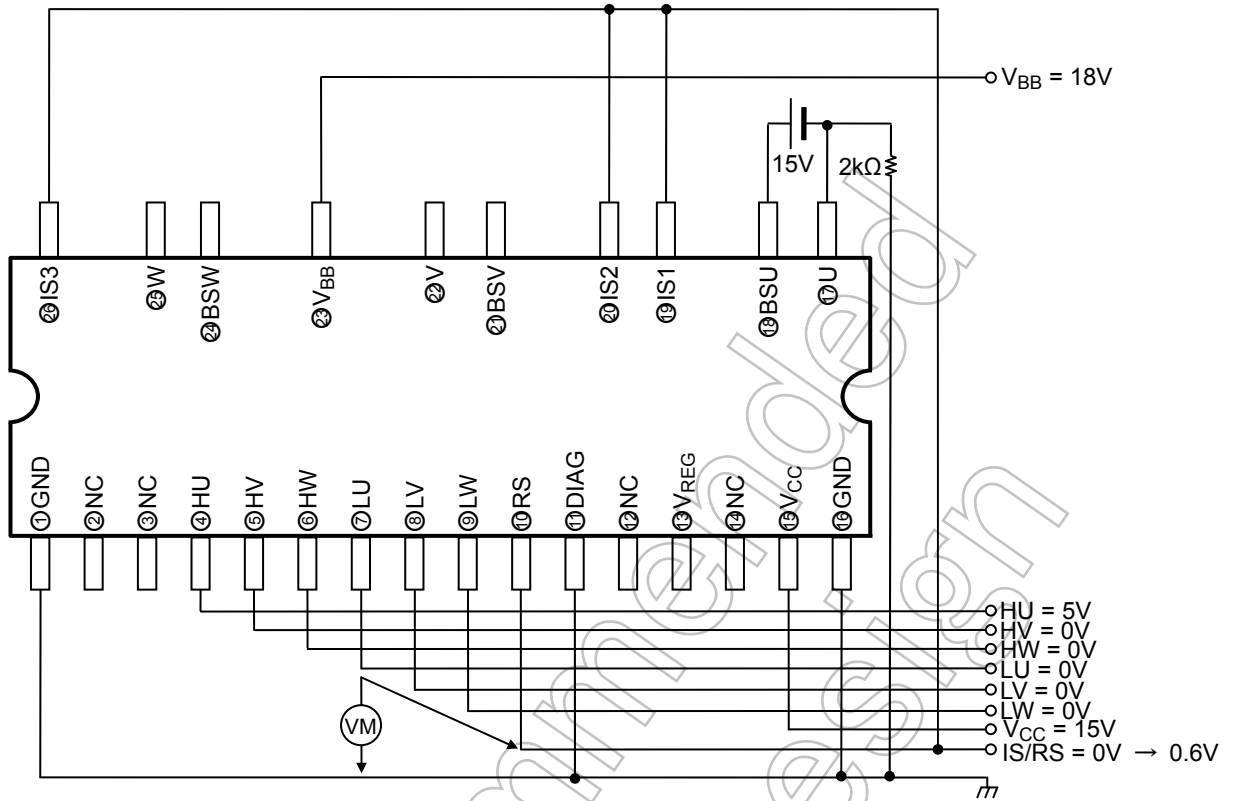 V_BB = 18V
15V
2kΩ
㉖IS3
㉕W
㉔BSW
㉓V_BB
㉒V
㉑BSV
⑳IS2
⑲IS1
⑱BSU
⑰U
①GND
②NC
③NC
④HU
⑤HV
⑥HW
⑦LU
⑧LV
⑨LW
⑩RS
⑪DIAG
⑫NC
⑬V_REG
⑭NC
⑮V_CC
⑯GND
HU = 5V
HV = 0V
HW = 0V
LU = 0V
LV = 0V
LW = 0V
V_CC = 15V
IS/RS = 0V → 0.6V
VM
mmended
esign